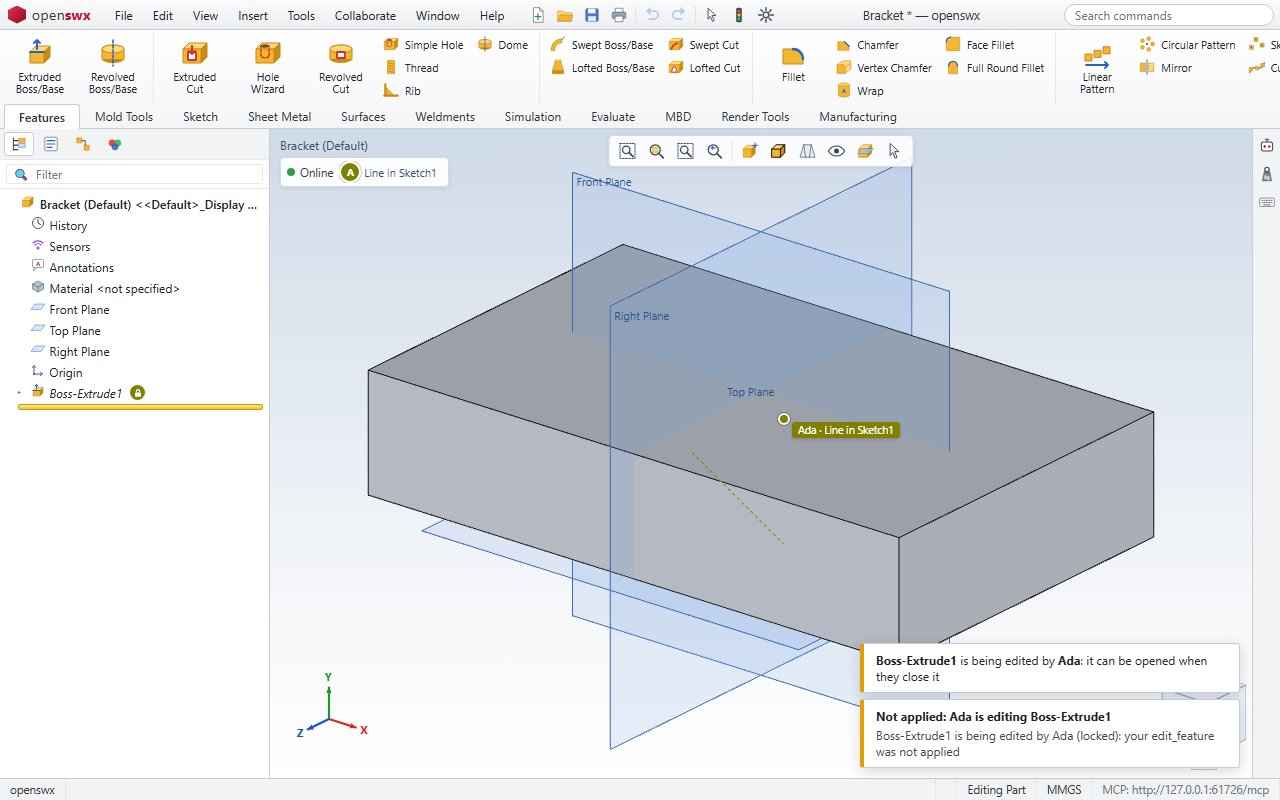 openswx
File
Edit
View
Insert
Tools
Collaborate
Window
Help
Bracket * — openswx
Search commands
Extruded
Boss/Base
Revolved
Boss/Base
Extruded
Cut
Hole
Wizard
Revolved
Cut
Simple Hole
Dome
Thread
Rib
Swept Boss/Base
Swept Cut
Lofted Boss/Base
Lofted Cut
Fillet
Chamfer
Face Fillet
Vertex Chamfer
Full Round Fillet
Wrap
Linear
Pattern
Circular Pattern
Mirror
Features
Mold Tools
Sketch
Sheet Metal
Surfaces
Weldments
Simulation
Evaluate
MBD
Render Tools
Manufacturing
Filter
Bracket (Default) <<Default>_Display ...
History
Sensors
Annotations
Material <not specified>
Front Plane
Top Plane
Right Plane
Origin
Boss-Extrude1
Bracket (Default)
Online
A
Line in Sketch1
Front Plane
Right Plane
Top Plane
Ada · Line in Sketch1
Y
X
Z
Boss-Extrude1 is being edited by Ada: it can be opened when
they close it
Not applied: Ada is editing Boss-Extrude1
Boss-Extrude1 is being edited by Ada (locked): your edit_feature
was not applied
openswx
Editing Part
MMGS
MCP: http://127.0.0.1:61726/mcp